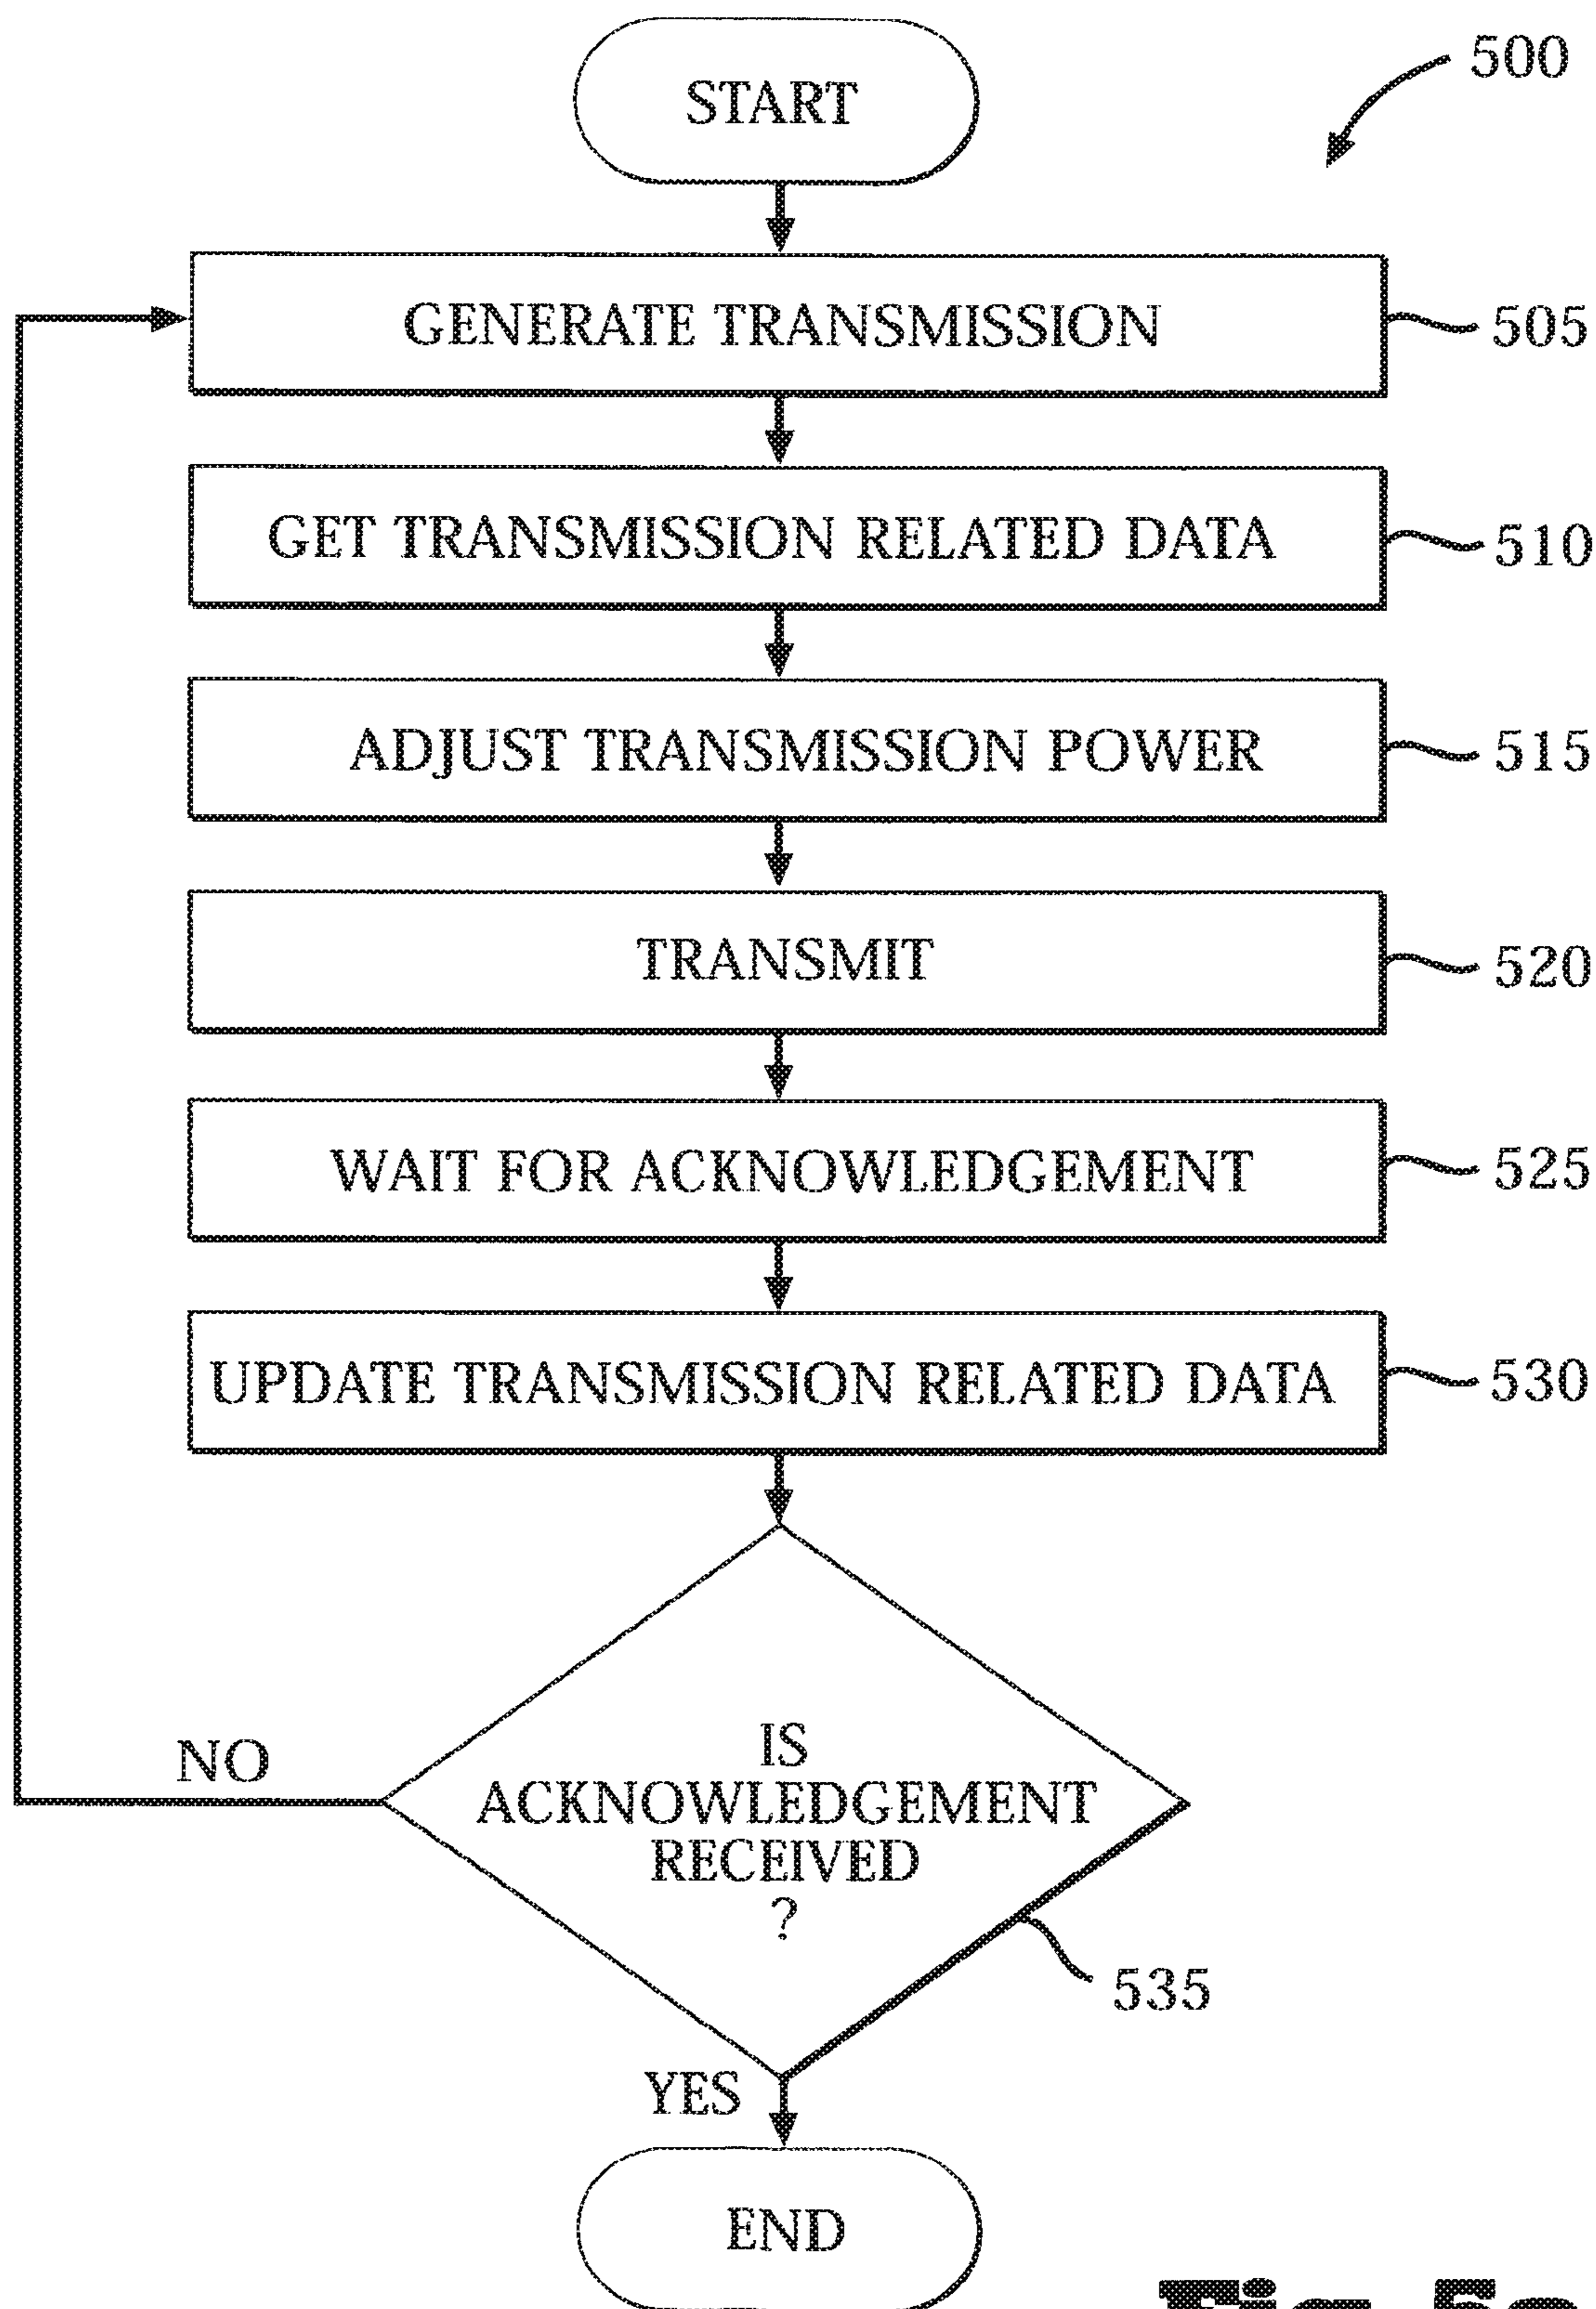 START
500
GENERATE TRANSMISSION
505
GET TRANSMISSION RELATED DATA
510
ADJUST TRANSMISSION POWER
515
TRANSMIT
520
WAIT FOR ACKNOWLEDGEMENT
525
UPDATE TRANSMISSION RELATED DATA
530
IS
ACKNOWLEDGEMENT
RECEIVED
?
NO
535
YES
END